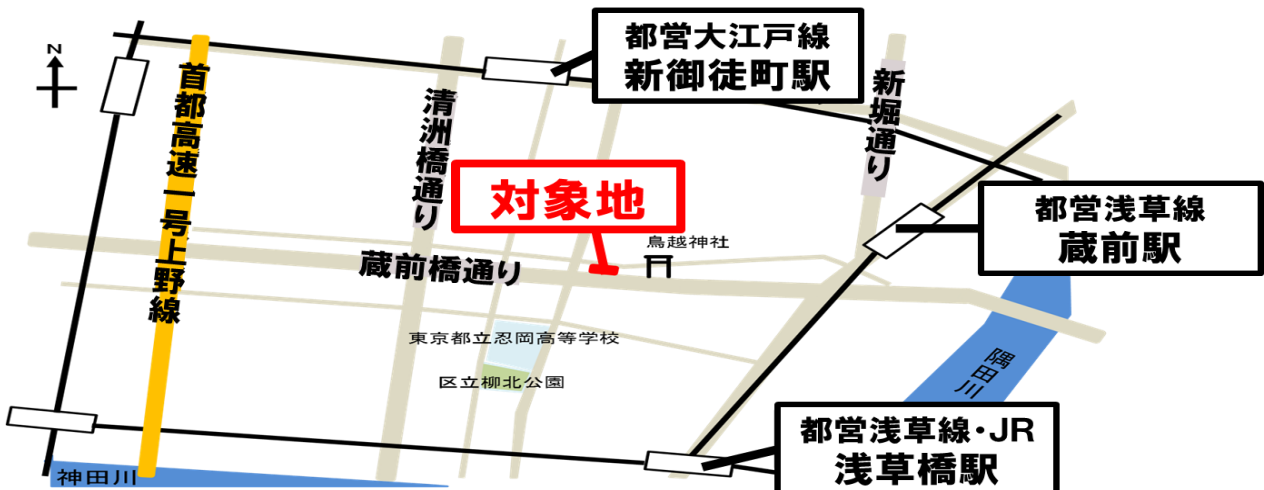 N
都営大江戸線
新御徒町駅
首都高速一号上野線
清洲橋通り
新堀通り
対象地
鳥越神社
都営浅草線
蔵前駅
蔵前橋通り
東京都立忍岡高等学校
区立柳北公園
隅田川
都営浅草線・JR
浅草橋駅
神田川